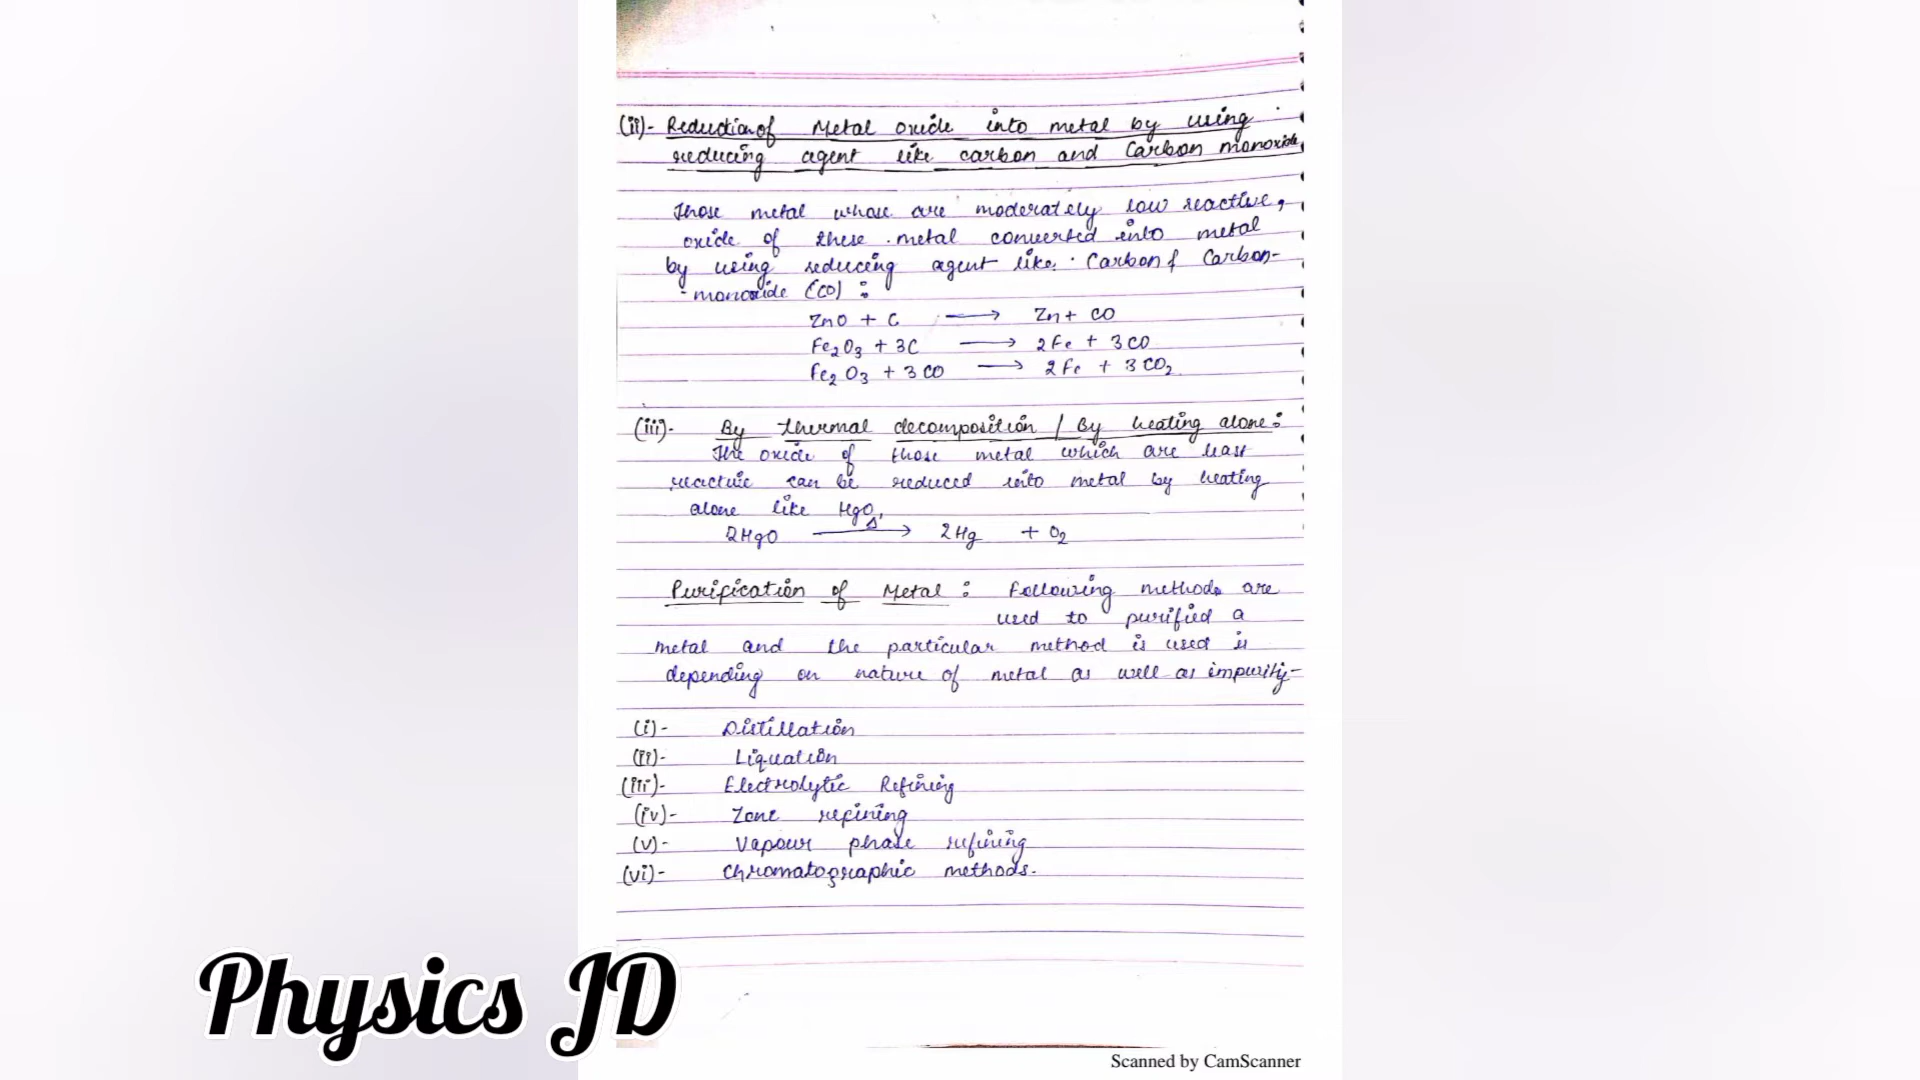 (ii)- Reduction of Metal oxide into metal by using
reducing agent like carbon and Carbon monoxide
Those metal whose are moderately low reactive,
oxide of these metal converted into metal
by using reducing agent like Carbon & Carbon-
-monoxide (CO) :
ZnO + C ⟶ Zn + CO
Fe₂O₃ + 3C ⟶ 2Fe + 3CO
Fe₂O₃ + 3CO ⟶ 2Fe + 3CO₂
(iii)- By thermal decomposition / By heating alone :
The oxide of those metal which are least
reactive can be reduced into metal by heating
alone like HgO,
2HgO —Δ→ 2Hg + O₂
Purification of Metal : Following methods are
used to purified a
metal and the particular method is used is
depending on nature of metal as well as impurity-
(i)- Distillation
(ii)- Liquation
(iii)- Electrolytic Refining
(iv)- Zone refining
(v)- Vapour phase refining
(vi)- Chromatographic methods.
Physics JD
Scanned by CamScanner